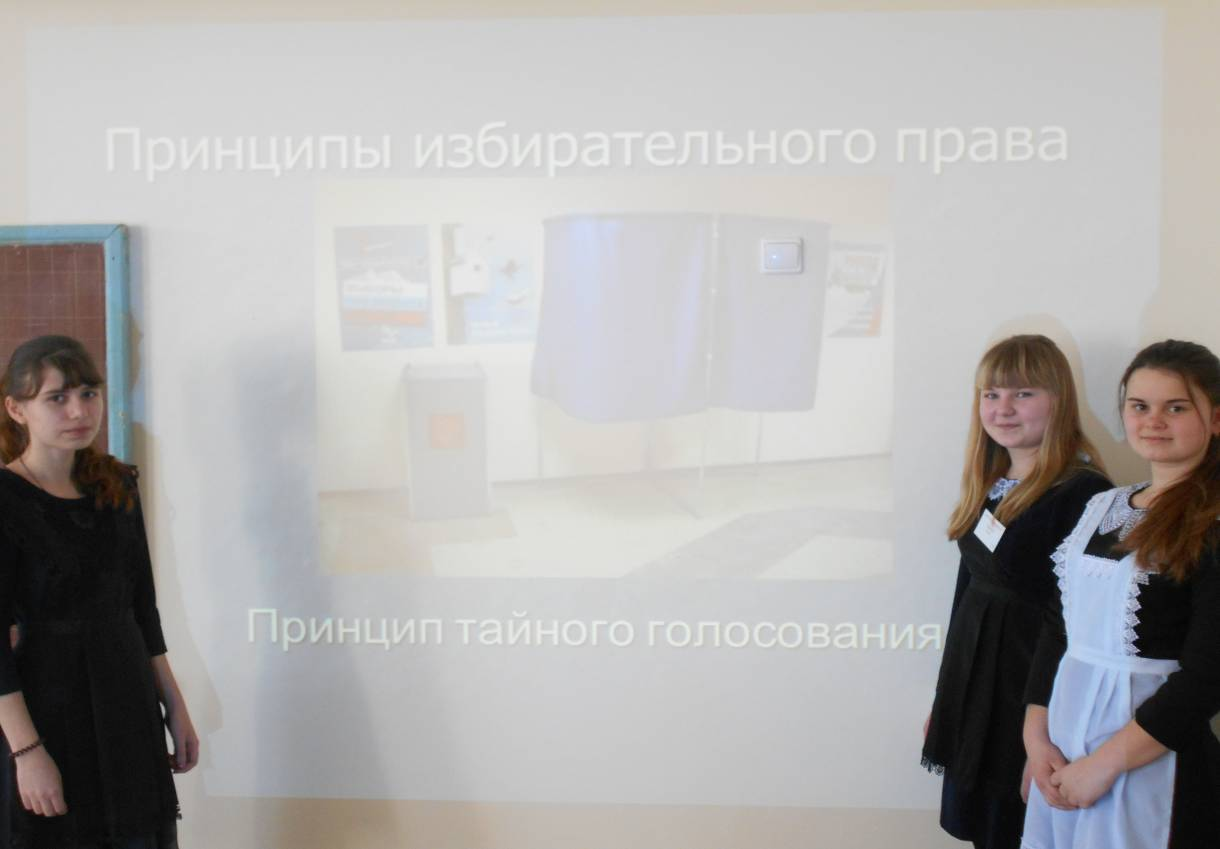 Принципы избирательного права
Принцип тайного голосования